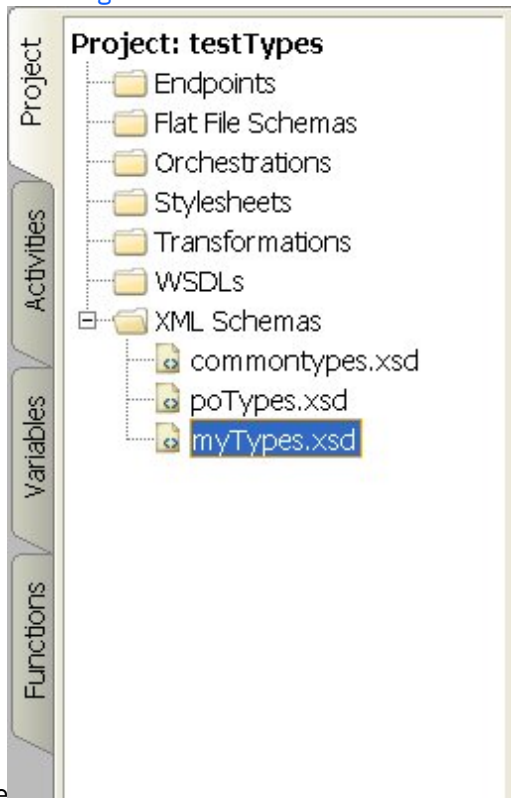 Project: testTypes
Endpoints
Flat File Schemas
Orchestrations
Stylesheets
Transformations
WSDLs
XML Schemas
commontypes.xsd
poTypes.xsd
myTypes.xsd
Project
Activities
Variables
Functions
e